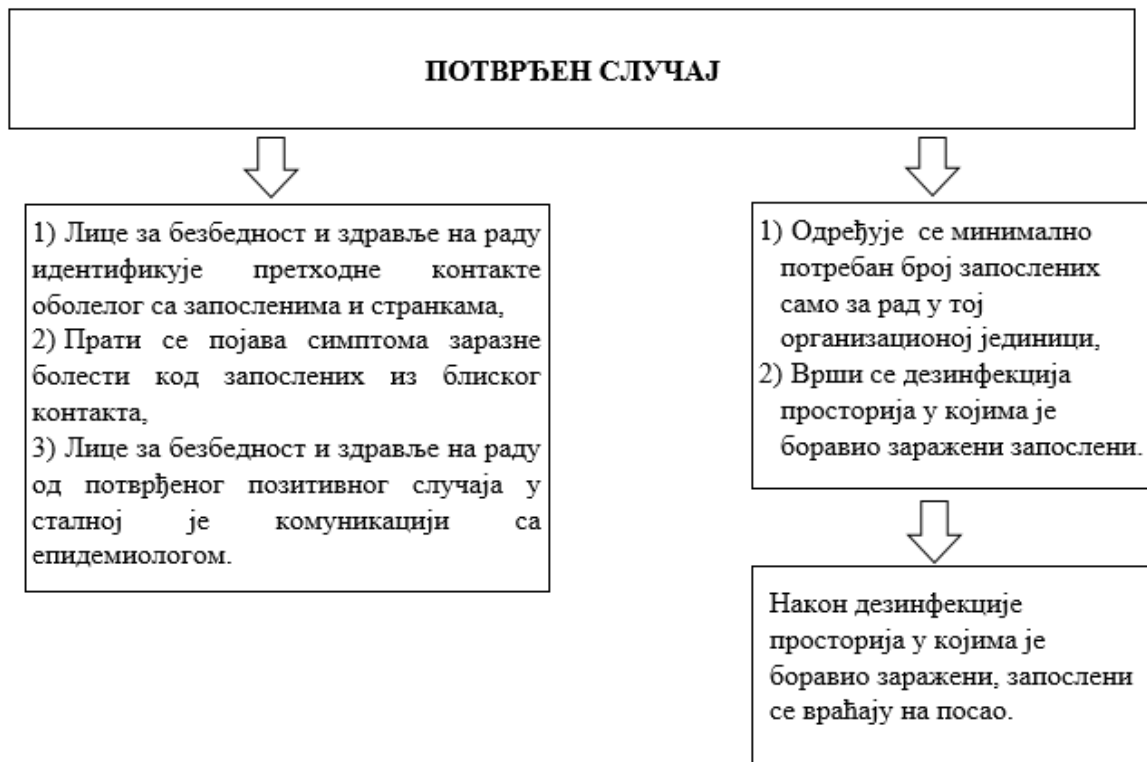 ПОТВРЂЕН СЛУЧАЈ
1) Лице за безбедност и здравље на раду
идентификује претходне контакте
оболелог са запосленима и странкама,
2) Прати се појава симптома заразне
болести код запослених из блиског
контакта,
3) Лице за безбедност и здравље на раду
од потврђеног позитивног случаја у
сталној је комуникацији са
епидемиологом.
1) Одређује се минимално
потребан број запослених
само за рад у тој
организационој јединици,
2) Врши се дезинфекција
просторија у којима је
боравио заражени запослени.
Након дезинфекције
просторија у којима је
боравио заражени, запослени
се враћају на посао.